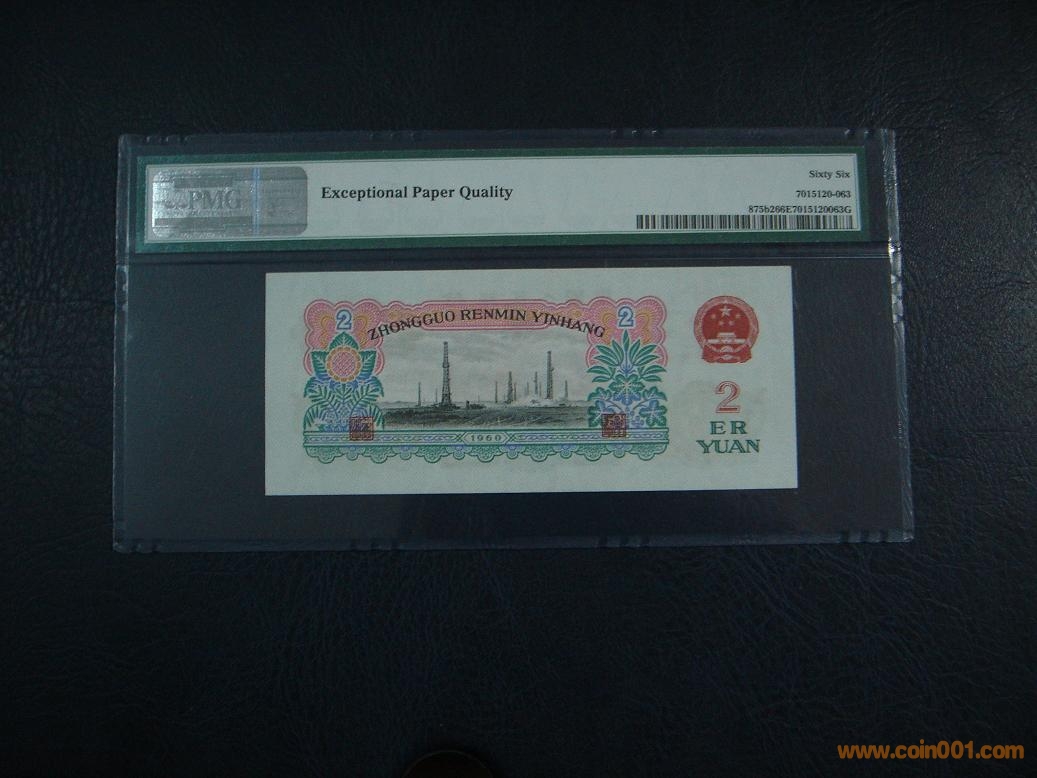 PMG
Exceptional Paper Quality
Sixty Six
7015120-063
875b266E7015120063G
2
ZHONGGUO RENMIN YINHANG
2
1960
2
ER
YUAN
www.coin001.com